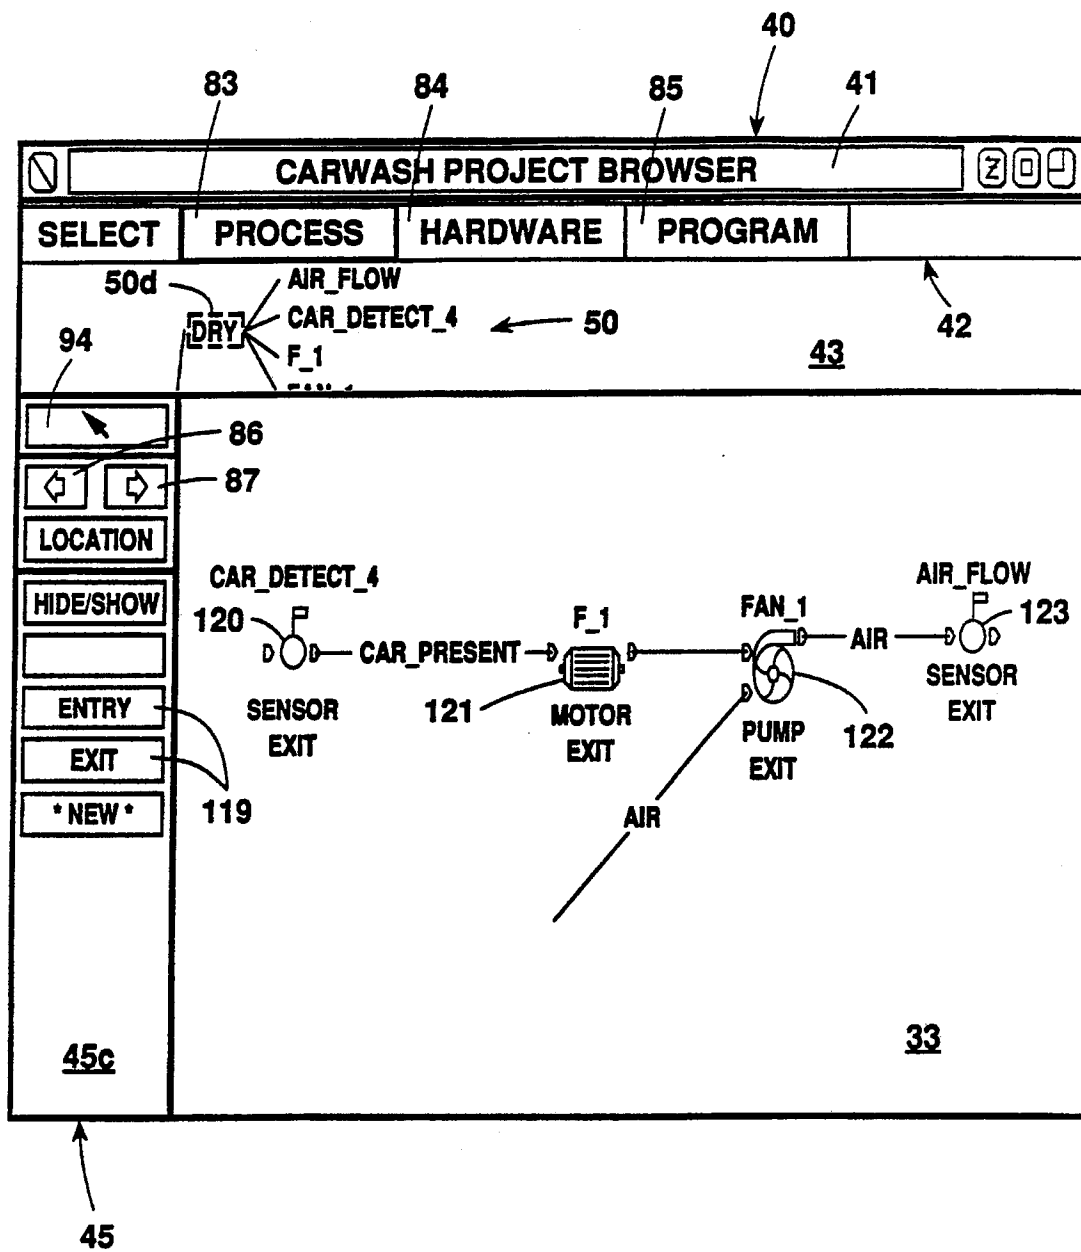 40
83
84
85
41
CARWASH PROJECT BROWSER
SELECT
PROCESS
HARDWARE
PROGRAM
50d
AIR_FLOW
DRY
CAR_DETECT_4
50
42
F_1
43
94
86
87
LOCATION
HIDE/SHOW
ENTRY
EXIT
* NEW *
119
CAR_DETECT_4
120
CAR_PRESENT
SENSOR
EXIT
F_1
121
MOTOR
EXIT
FAN_1
AIR
PUMP
EXIT
122
AIR_FLOW
123
SENSOR
EXIT
AIR
45c
33
45